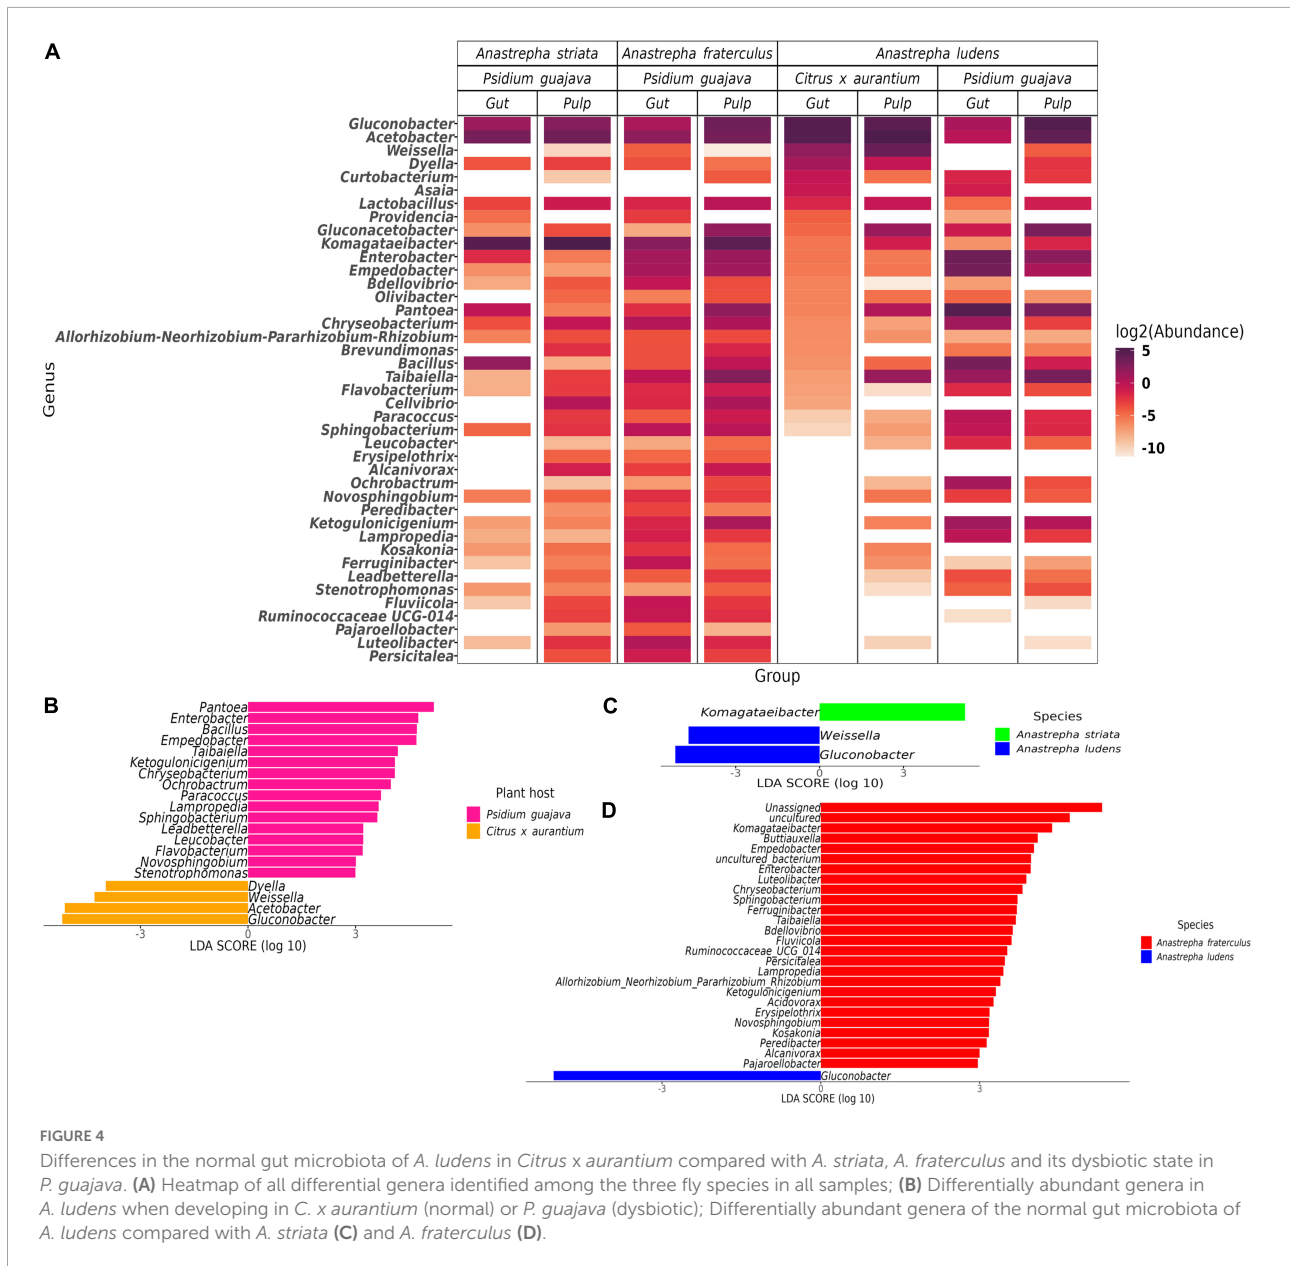 A
Anastrepha striata Anastrepha fraterculus Anastrepha ludens
Psidium guajava Psidium guajava Citrus x aurantium Psidium guajava
Gut Pulp Gut Pulp Gut Pulp Gut Pulp
Gluconobacter
Acetobacter
Weissella
Dyella
Curtobacterium
Asaia
Lactobacillus
Providencia
Gluconacetobacter
Komagataeibacter
Enterobacter
Empedobacter
Bdellovibrio
Olivibacter
Pantoea
Chryseobacterium
Allorhizobium-Neorhizobium-Pararhizobium-Rhizobium
Brevundimonas
Bacillus
Taibaiella
Flavobacterium
Cellvibrio
Paracoccus
Sphingobacterium
Leucobacter
Erysipelothrix
Alcanivorax
Ochrobactrum
Novosphingobium
Peredibacter
Ketogulonicigenium
Lampropedia
Kosakonia
Ferruginibacter
Leadbetterella
Stenotrophomonas
Fluviicola
Ruminococcaceae UCG-014
Pajaroellobacter
Luteolibacter
Persicitalea
Genus
Group
log2(Abundance)
5
0
-5
-10
B
Pantoea
Enterobacter
Bacillus
Empedobacter
Taibaiella
Ketogulonicigenium
Chryseobacterium
Ochrobactrum
Paracoccus
Lampropedia
Sphingobacterium
Leadbetterella
Leucobacter
Flavobacterium
Novosphingobium
Stenotrophomonas
Dyella
Weissella
Acetobacter
Gluconobacter
-3 0 3
LDA SCORE (log 10)
Plant host
Psidium guajava
Citrus x aurantium
C
Komagataeibacter
Weissella
Gluconobacter
-3 0 3
LDA SCORE (log 10)
Species
Anastrepha striata
Anastrepha ludens
D
Unassigned
uncultured
Komagataeibacter
Buttiauxella
Empedobacter
uncultured_bacterium
Enterobacter
Luteolibacter
Chryseobacterium
Sphingobacterium
Ferruginibacter
Taibaiella
Bdellovibrio
Fluviicola
Ruminococcaceae_UCG_014
Persicitalea
Lampropedia
Allorhizobium_Neorhizobium_Pararhizobium_Rhizobium
Ketogulonicigenium
Acidovorax
Erysipelothrix
Novosphingobium
Kosakonia
Peredibacter
Alcanivorax
Pajaroellobacter
Gluconobacter
-3 0 3
LDA SCORE (log 10)
Species
Anastrepha fraterculus
Anastrepha ludens
FIGURE 4
Differences in the normal gut microbiota of A. ludens in Citrus x aurantium compared with A. striata, A. fraterculus and its dysbiotic state in
P. guajava. (A) Heatmap of all differential genera identified among the three fly species in all samples; (B) Differentially abundant genera in
A. ludens when developing in C. x aurantium (normal) or P. guajava (dysbiotic); Differentially abundant genera of the normal gut microbiota of
A. ludens compared with A. striata (C) and A. fraterculus (D).